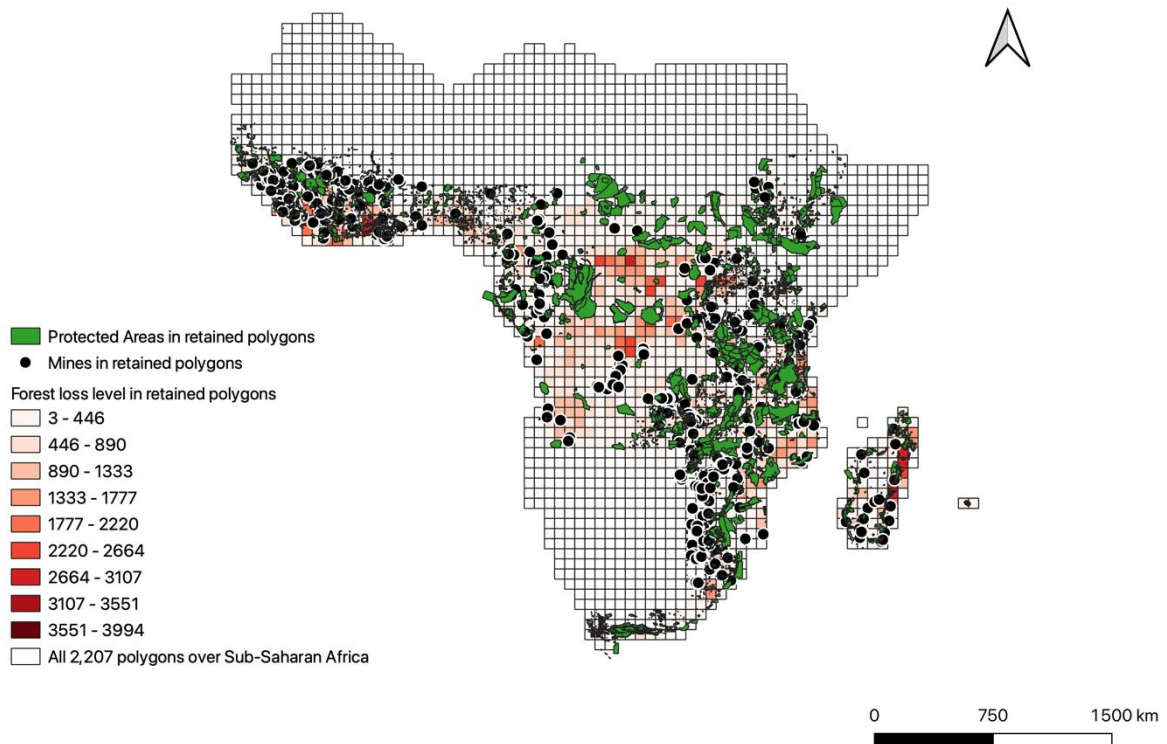 Protected Areas in retained polygons
Mines in retained polygons
Forest loss level in retained polygons
3 - 446
446 - 890
890 - 1333
1333 - 1777
1777 - 2220
2220 - 2664
2664 - 3107
3107 - 3551
3551 - 3994
All 2,207 polygons over Sub-Saharan Africa
0 750 1500 km